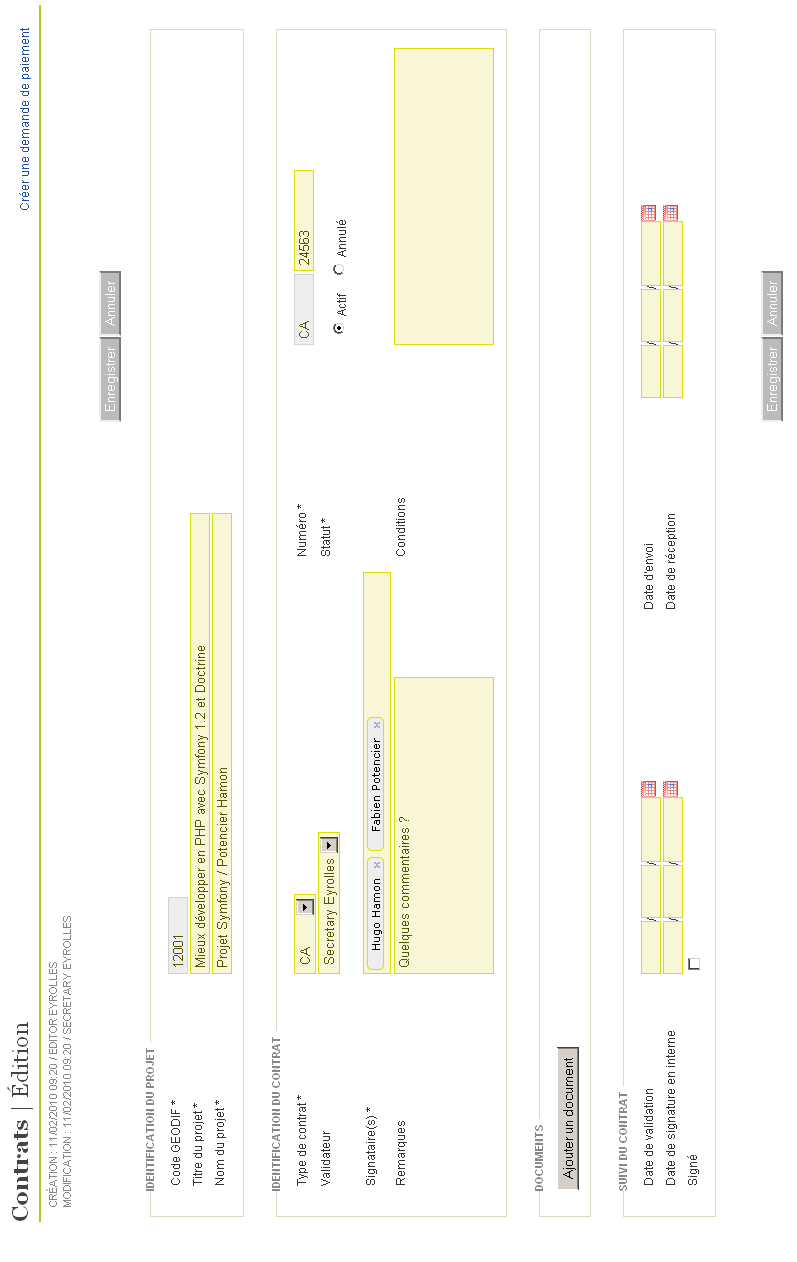 Contrats | Édition
Créer une demande de paiement
CRÉATION : 11/02/2010 09:20 / EDITOR EYROLLES
MODIFICATION : 11/02/2010 09:20 / SECRETARY EYROLLES
Enregistrer Annuler
IDENTIFICATION DU PROJET
Code GEODIF * 12001
Titre du projet * Mieux développer en PHP avec Symfony 1.2 et Doctrine
Nom du projet * Projet Symfony / Potencier Hamon
IDENTIFICATION DU CONTRAT
Type de contrat * CA Numéro * CA 24563
Validateur Secretary Eyrolles Statut * Actif Annulé
Signataire(s) * Hugo Hamon x Fabien Potencier x
Remarques Quelques commentaires ? Conditions
DOCUMENTS
Ajouter un document
SUIVI DU CONTRAT
Date de validation / / Date d'envoi / /
Date de signature en interne / / Date de réception / /
Signé
Enregistrer Annuler